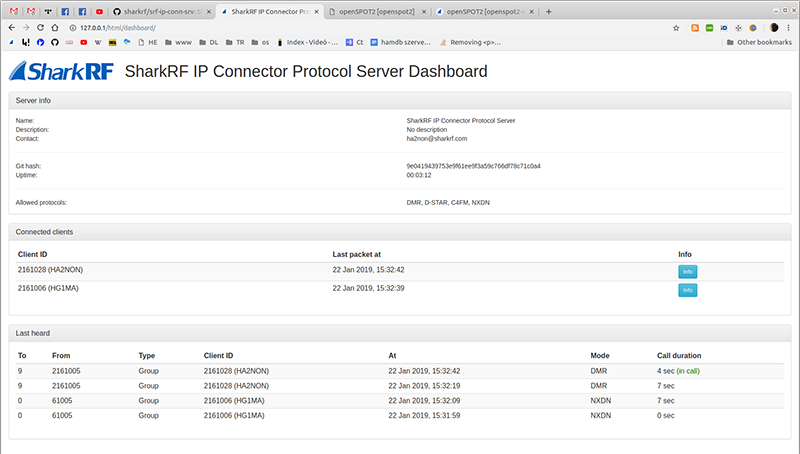 sharkrf/srf-ip-conn-srv: S
SharkRF IP Connector Pro
openSPOT2 [openspot2]
openSPOT2 [openspot2-
127.0.0.1/html/dashboard/
HE
www
DL
TR
os
Index - Videó -
Ct
hamdb szerve...
Removing <p>...
Other bookmarks
SharkRF
SharkRF IP Connector Protocol Server Dashboard
Server info
Name: SharkRF IP Connector Protocol Server
Description: No description
Contact: ha2non@sharkrf.com
Git hash: 9e0419439753e9f61ee9f3a59c766df78c71c0a4
Uptime: 00:03:12
Allowed protocols: DMR, D-STAR, C4FM, NXDN
Connected clients
Client ID Last packet at Info
2161028 (HA2NON) 22 Jan 2019, 15:32:42 Info
2161006 (HG1MA) 22 Jan 2019, 15:32:39 Info
Last heard
To From Type Client ID At Mode Call duration
9 2161005 Group 2161028 (HA2NON) 22 Jan 2019, 15:32:42 DMR 4 sec (in call)
9 2161005 Group 2161028 (HA2NON) 22 Jan 2019, 15:32:19 DMR 7 sec
0 61005 Group 2161006 (HG1MA) 22 Jan 2019, 15:32:09 NXDN 7 sec
0 61005 Group 2161006 (HG1MA) 22 Jan 2019, 15:31:59 NXDN 0 sec